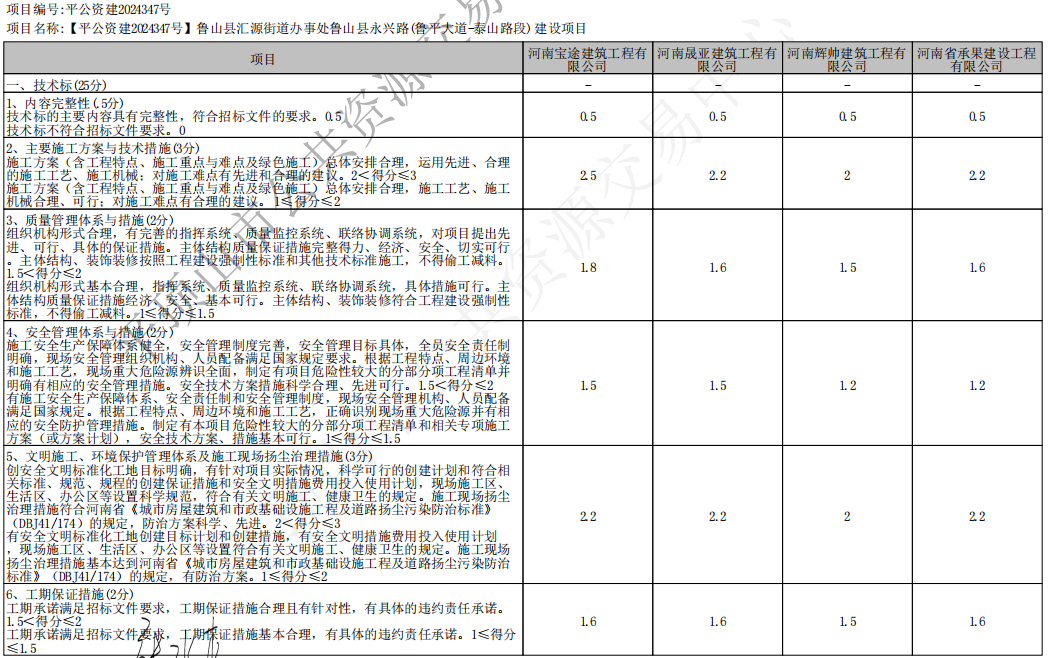 项目编号:平公资建2024347号
项目名称:【平公资建2024347号】鲁山县汇源街道办事处鲁山县永兴路(鲁平大道-泰山路段)建设项目
项目 河南宝途建筑工程有限公司 河南晟亚建筑工程有限公司 河南辉帅建筑工程有限公司 河南省承果建设工程有限公司
一、技术标(25分) - - - -
1、内容完整性(.5分)
技术标的主要内容具有完整性，符合招标文件的要求。0.5
技术标不符合招标文件要求。0
0.5 0.5 0.5 0.5
2、主要施工方案与技术措施(3分)
施工方案（含工程特点、施工重点与难点及绿色施工）总体安排合理，运用先进、合理
的施工工艺、施工机械；对施工难点有先进和合理的建议。2＜得分≤3
施工方案（含工程特点、施工重点与难点及绿色施工）总体安排合理，施工工艺、施工
机械合理、可行；对施工难点有合理的建议。1≤得分≤2
2.5 2.2 2 2.2
3、质量管理体系与措施(2分)
组织机构形式合理，有完善的指挥系统、质量监控系统、联络协调系统，对项目提出先
进、可行、具体的保证措施。主体结构质量保证措施完整得力、经济、安全、切实可行
。主体结构、装饰装修按照工程建设强制性标准和其他技术标准施工，不得偷工减料。
1.5＜得分≤2
组织机构形式基本合理，指挥系统、质量监控系统、联络协调系统，具体措施可行。主
体结构质量保证措施经济、安全、基本可行。主体结构、装饰装修符合工程建设强制性
标准，不得偷工减料。1≤得分≤1.5
1.8 1.6 1.5 1.6
4、安全管理体系与措施(2分)
施工安全生产保障体系健全，安全管理制度完善，安全管理目标具体，全员安全责任制
明确，现场安全管理组织机构、人员配备满足国家规定要求。根据工程特点、周边环境
和施工工艺，现场重大危险源辨识全面，制定有项目危险性较大的分部分项工程清单并
明确有相应的安全管理措施。安全技术方案措施科学合理、先进可行。1.5＜得分≤2
有施工安全生产保障体系、安全责任制和安全管理制度，现场安全管理机构、人员配备
满足国家规定。根据工程特点、周边环境和施工工艺，正确识别现场重大危险源并有相
应的安全防护管理措施。制定有本项目危险性较大的分部分项工程清单和相关专项施工
方案（或方案计划），安全技术方案、措施基本可行。1≤得分≤1.5
1.5 1.5 1.2 1.2
5、文明施工、环境保护管理体系及施工现场扬尘治理措施(3分)
创安全文明标准化工地目标明确，有针对项目实际情况，科学可行的创建计划和符合相
关标准、规范、规程的创建保证措施和安全文明措施费用投入使用计划，现场施工区、
生活区、办公区等设置科学规范，符合有关文明施工、健康卫生的规定。施工现场扬尘
治理措施符合河南省《城市房屋建筑和市政基础设施工程及道路扬尘污染防治标准》
（DBJ41/174）的规定，防治方案科学、先进。2＜得分≤3
有安全文明标准化工地创建目标计划和创建措施，有安全文明措施费用投入使用计划
，现场施工区、生活区、办公区等设置符合有关文明施工、健康卫生的规定。施工现场
扬尘治理措施基本达到河南省《城市房屋建筑和市政基础设施工程及道路扬尘污染防治
标准》（DBJ41/174）的规定，有防治方案。1≤得分≤2
2.2 2.2 2 2.2
6、工期保证措施(2分)
工期承诺满足招标文件要求，工期保证措施合理且有针对性，有具体的违约责任承诺。
1.5＜得分≤2
工期承诺满足招标文件要求，工期保证措施基本合理，有具体的违约责任承诺。1≤得分
≤1.5
1.6 1.6 1.5 1.6
平顶山市公共资源交易
共资源交易中心